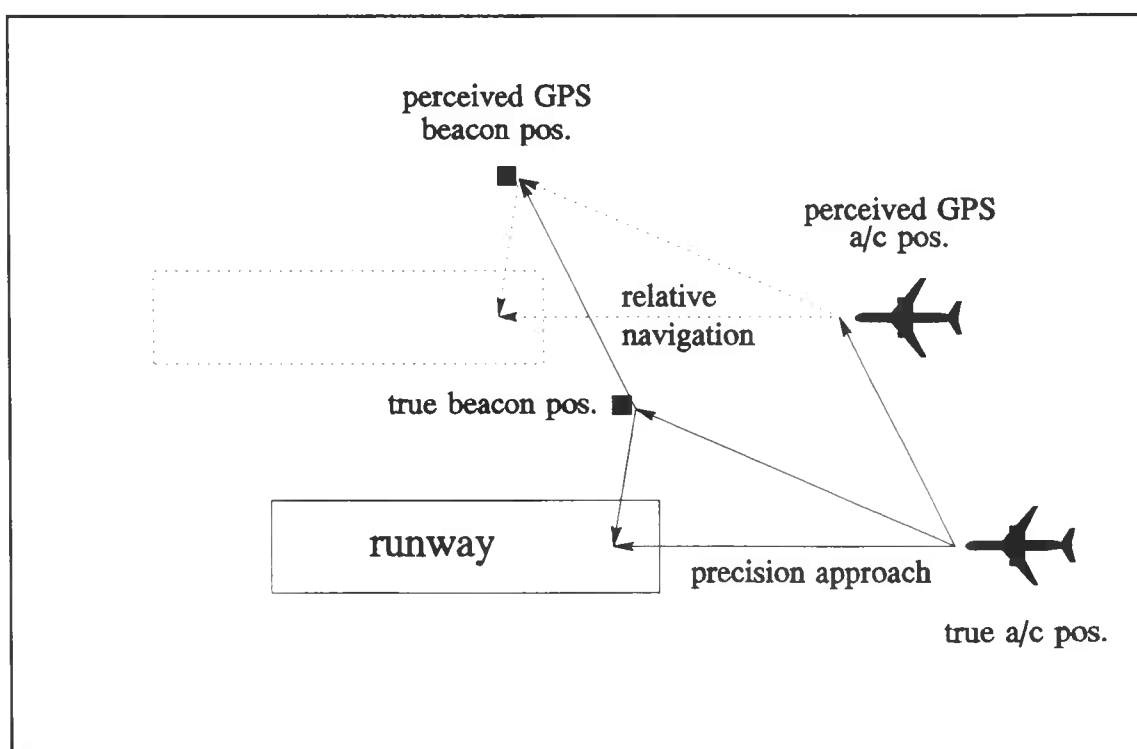 perceived GPS
beacon pos.
perceived GPS
a/c pos.
relative
navigation
true beacon pos.
runway
precision approach
true a/c pos.